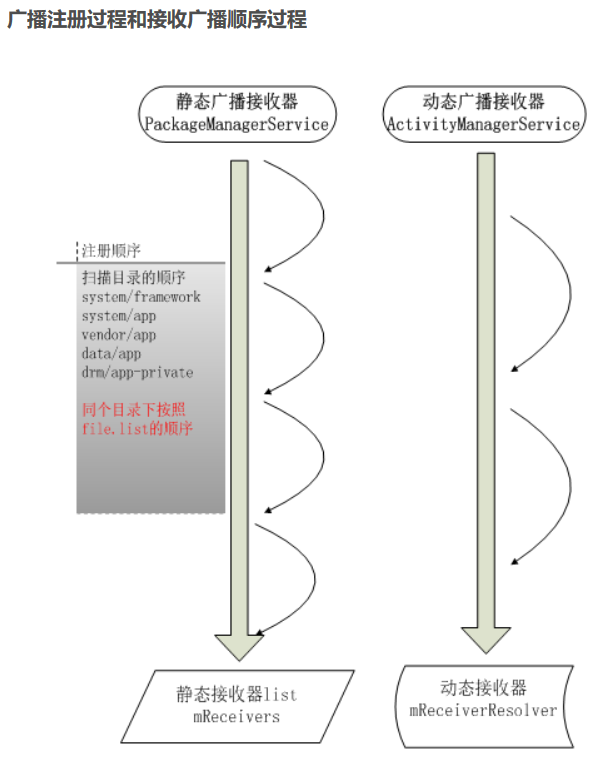 广播注册过程和接收广播顺序过程
静态广播接收器
PackageManagerService
动态广播接收器
ActivityManagerService
注册顺序
扫描目录的顺序
system/framework
system/app
vendor/app
data/app
drm/app-private
同个目录下按照
file.list的顺序
静态接收器list
mReceivers
动态接收器
mReceiverResolver